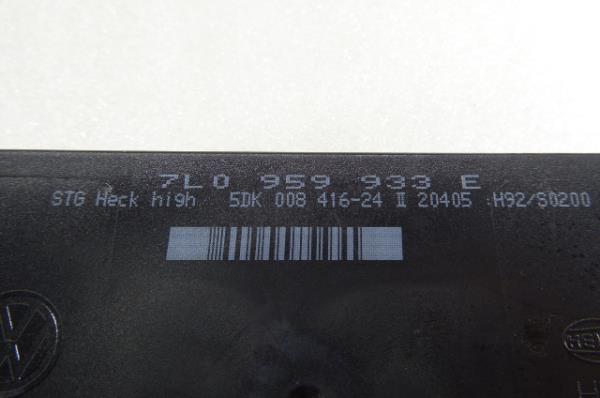 7L0 959 933 E
STG Heck high 5DK 008 416-24 II 20405 :H92/S0200